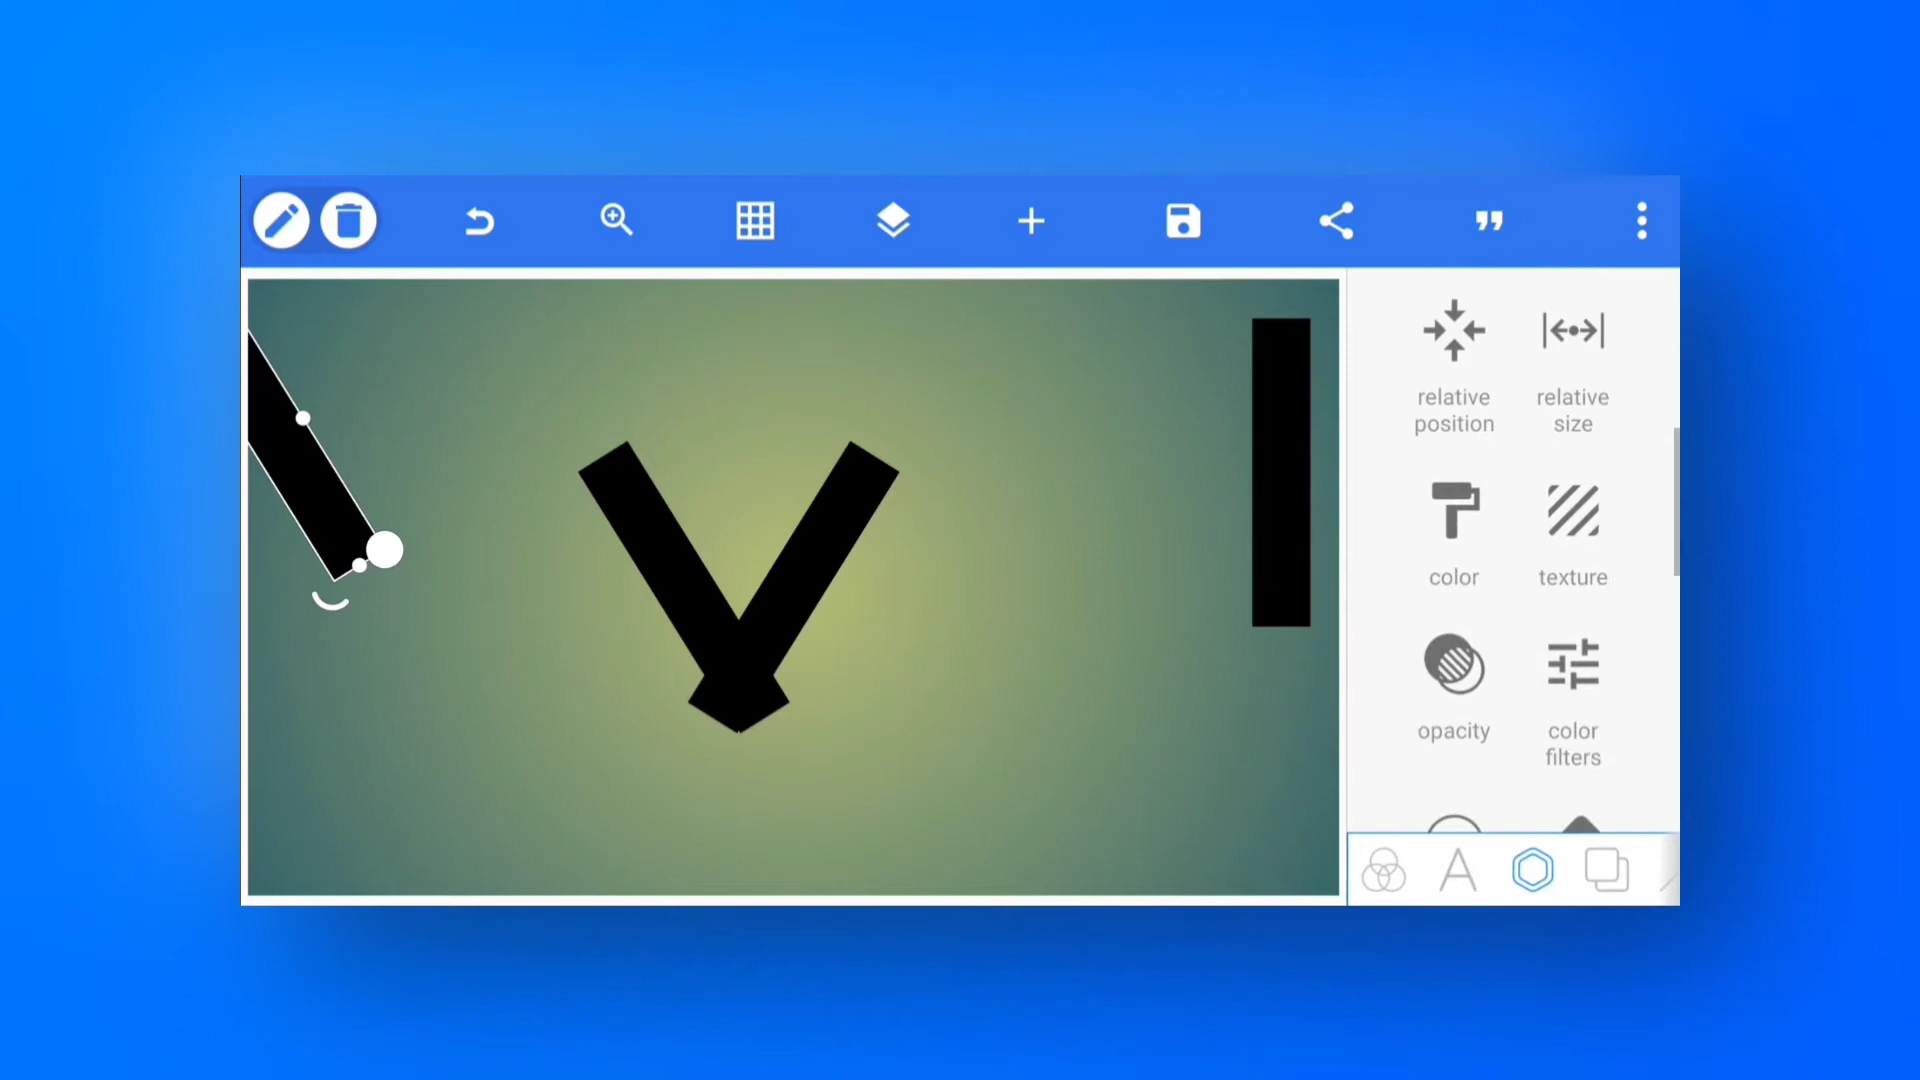 relative
position
relative
size
color
texture
opacity
color
filters